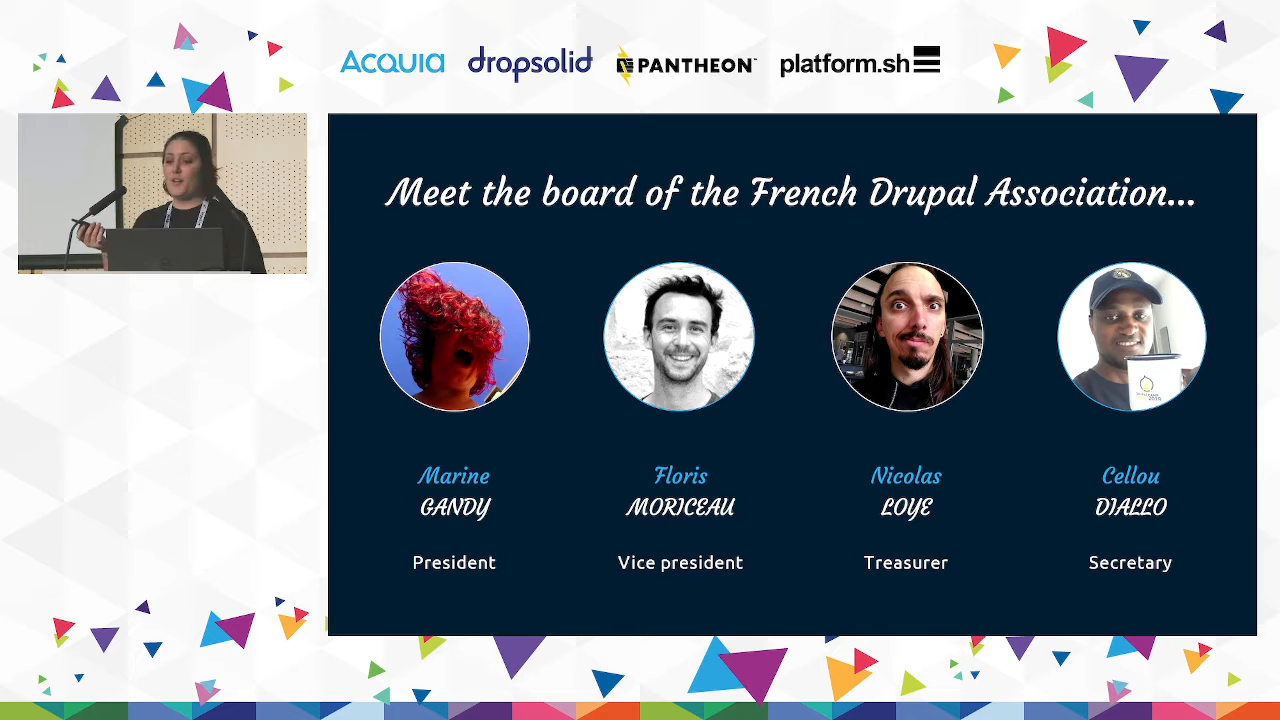 Acquia
dropsolid
PANTHEON
platform.sh
Meet the board of the French Drupal Association...
Marine
GANDY
President
Floris
MORICEAU
Vice president
Nicolas
LOYE
Treasurer
Cellou
DIALLO
Secretary